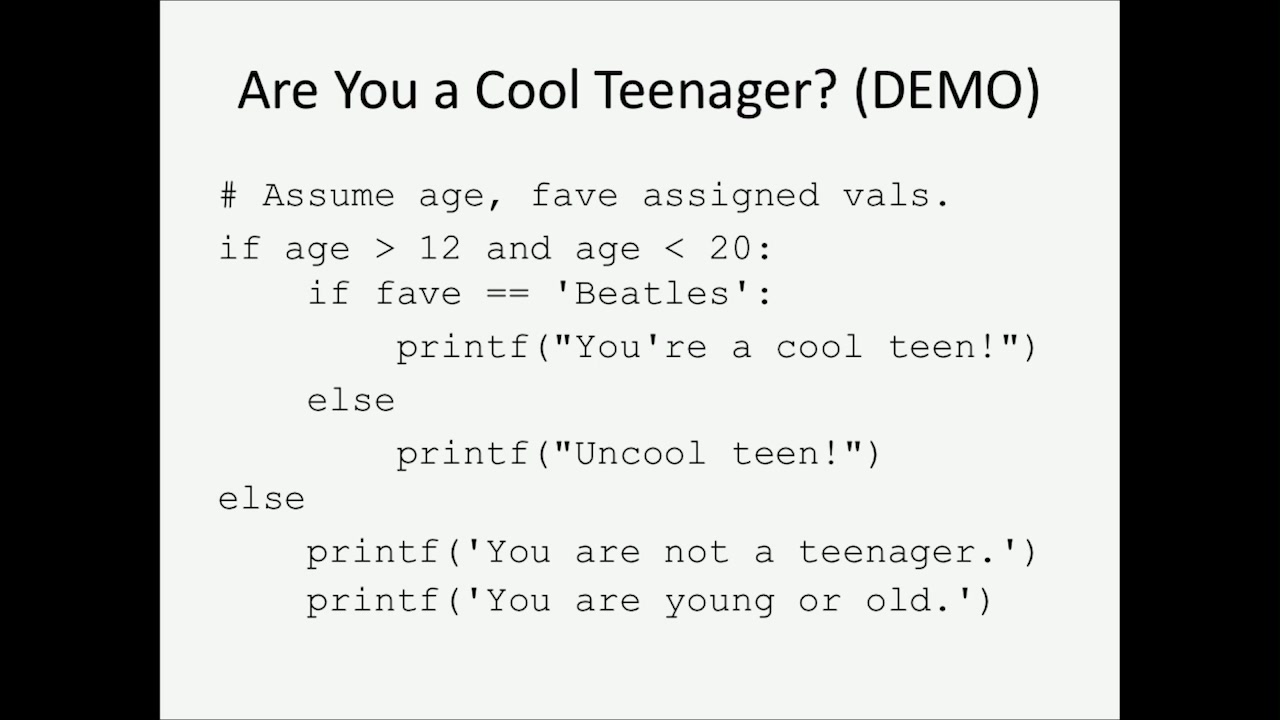 Are You a Cool Teenager? (DEMO)
# Assume age, fave assigned vals.
if age > 12 and age < 20:
    if fave == 'Beatles':
        printf("You're a cool teen!")
    else
        printf("Uncool teen!")
else
    printf('You are not a teenager.')
    printf('You are young or old.')